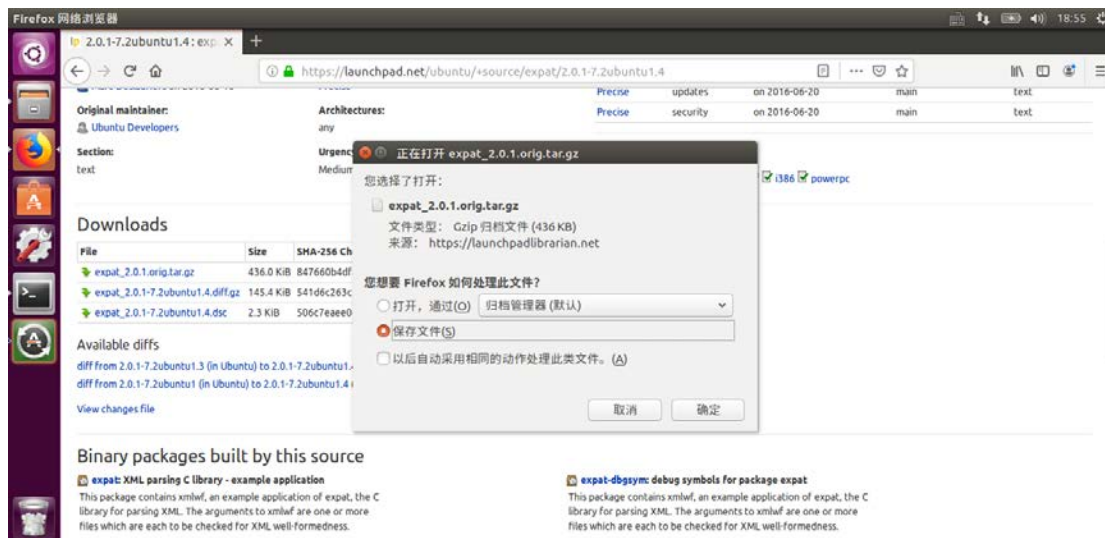 Firefox 网络浏览器
18:55
2.0.1-7.2ubuntu1.4 : exp
https://launchpad.net/ubuntu/+source/expat/2.0.1-7.2ubuntu1.4
Precise updates on 2016-06-20 main text
Original maintainer:
Architectures:
Precise security on 2016-06-20 main text
Ubuntu Developers
any
Section:
Urgenc
text
Medium
正在打开 expat_2.0.1.orig.tar.gz
i386 powerpc
您选择了打开：
expat_2.0.1.orig.tar.gz
文件类型： Gzip 归档文件 (436 KB)
来源： https://launchpadlibrarian.net
您想要 Firefox 如何处理此文件?
打开，通过(O) 归档管理器 (默认)
保存文件(S)
以后自动采用相同的动作处理此类文件。(A)
取消 确定
Downloads
File Size SHA-256 Ch
expat_2.0.1.orig.tar.gz 436.0 KiB 847660b4df
expat_2.0.1-7.2ubuntu1.4.diff.gz 145.4 KiB 541d6c263c
expat_2.0.1-7.2ubuntu1.4.dsc 2.3 KiB 506c7eaee0
Available diffs
diff from 2.0.1-7.2ubuntu1.3 (in Ubuntu) to 2.0.1-7.2ubuntu1.
diff from 2.0.1-7.2ubuntu1 (in Ubuntu) to 2.0.1-7.2ubuntu1.4
View changes file
Binary packages built by this source
expat: XML parsing C library - example application
This package contains xmlwf, an example application of expat, the C
library for parsing XML. The arguments to xmlwf are one or more
files which are each to be checked for XML well-formedness.
expat-dbgsym: debug symbols for package expat
This package contains xmlwf, an example application of expat, the C
library for parsing XML. The arguments to xmlwf are one or more
files which are each to be checked for XML well-formedness.